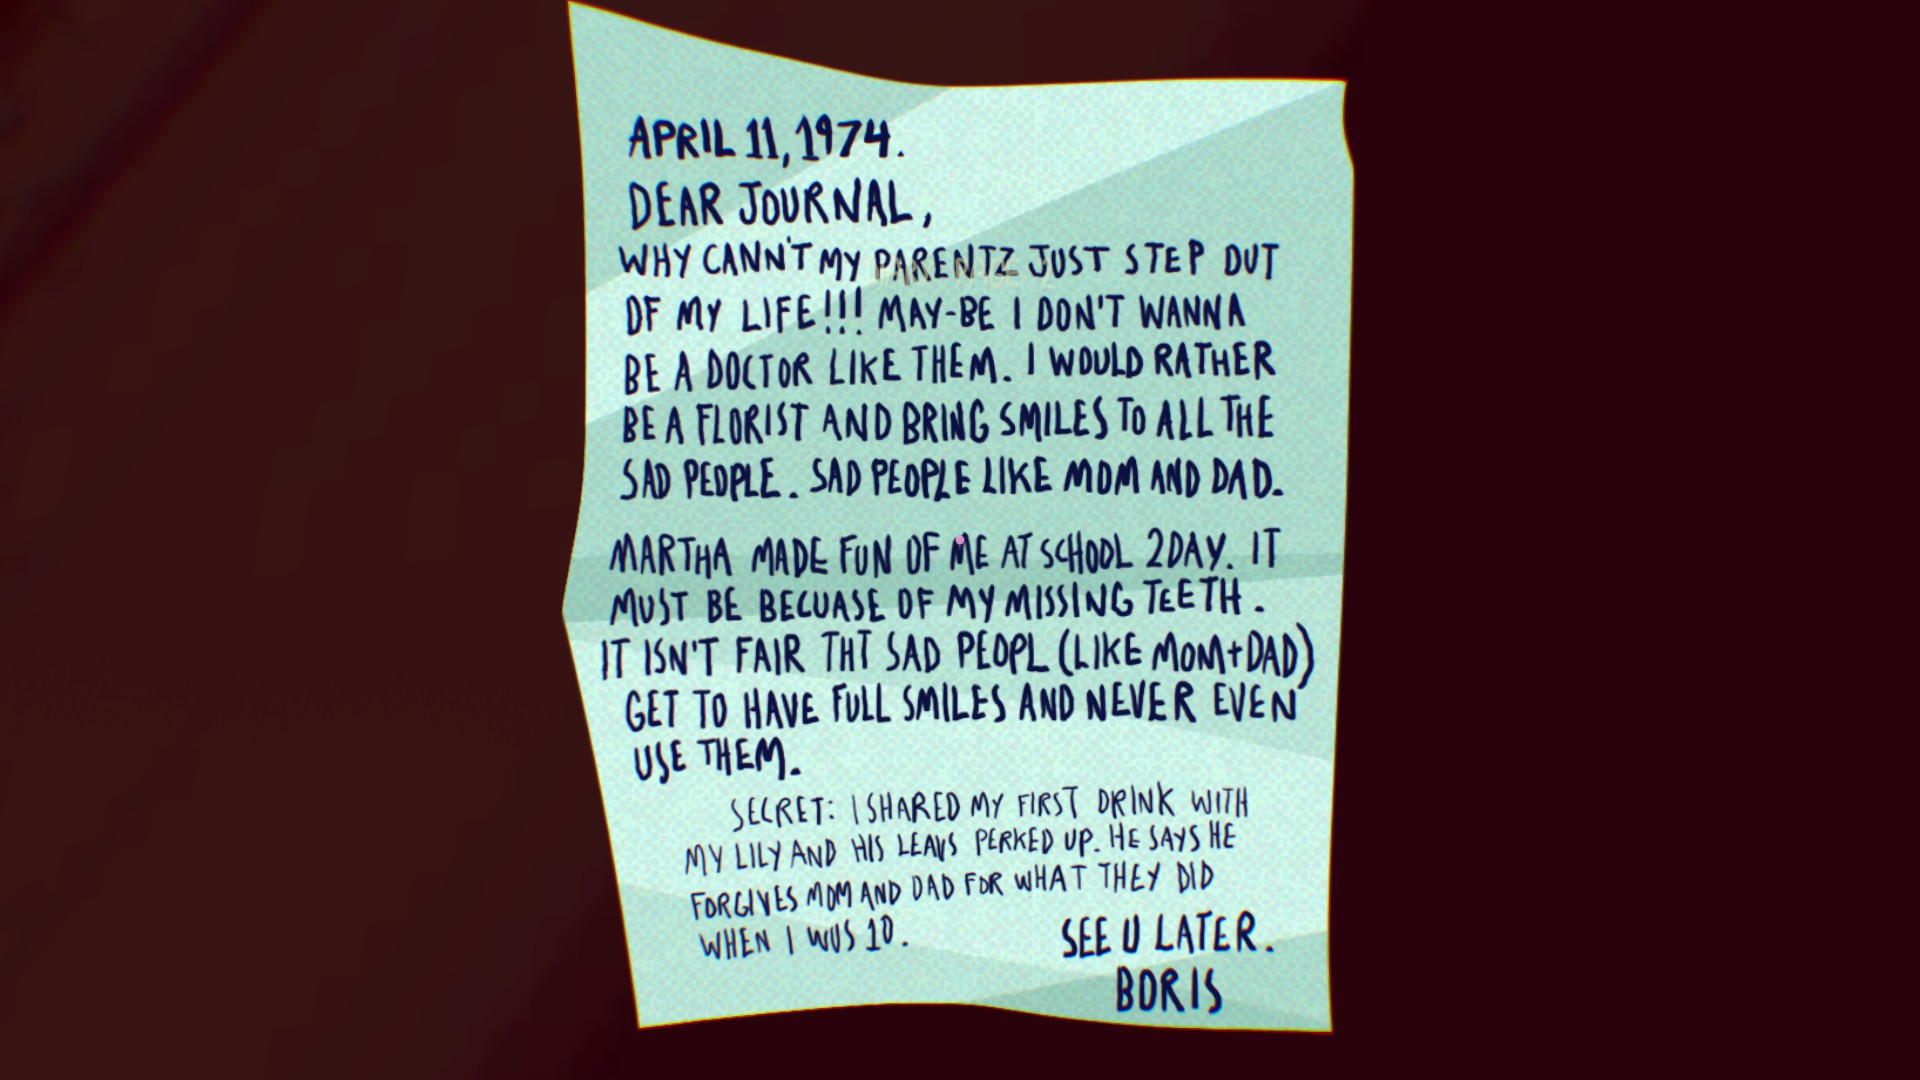 APRIL 11, 1974.
DEAR JOURNAL,
WHY CANN'T MY PARENTZ JUST STEP OUT
OF MY LIFE!!! MAY-BE I DON'T WANNA
BE A DOCTOR LIKE THEM. I WOULD RATHER
BE A FLORIST AND BRING SMILES TO ALL THE
SAD PEOPLE. SAD PEOPLE LIKE MOM AND DAD.
MARTHA MADE FUN OF ME AT SCHOOL 2DAY. IT
MUST BE BECUASE OF MY MISSING TEETH.
IT ISN'T FAIR THT SAD PEOPL (LIKE MOM+DAD)
GET TO HAVE FULL SMILES AND NEVER EVEN
USE THEM.
SECRET: I SHARED MY FIRST DRINK WITH
MY LILY AND HIS LEAVS PERKED UP. HE SAYS HE
FORGIVES MOM AND DAD FOR WHAT THEY DID
WHEN I WUS 10.
SEE U LATER.
BORIS